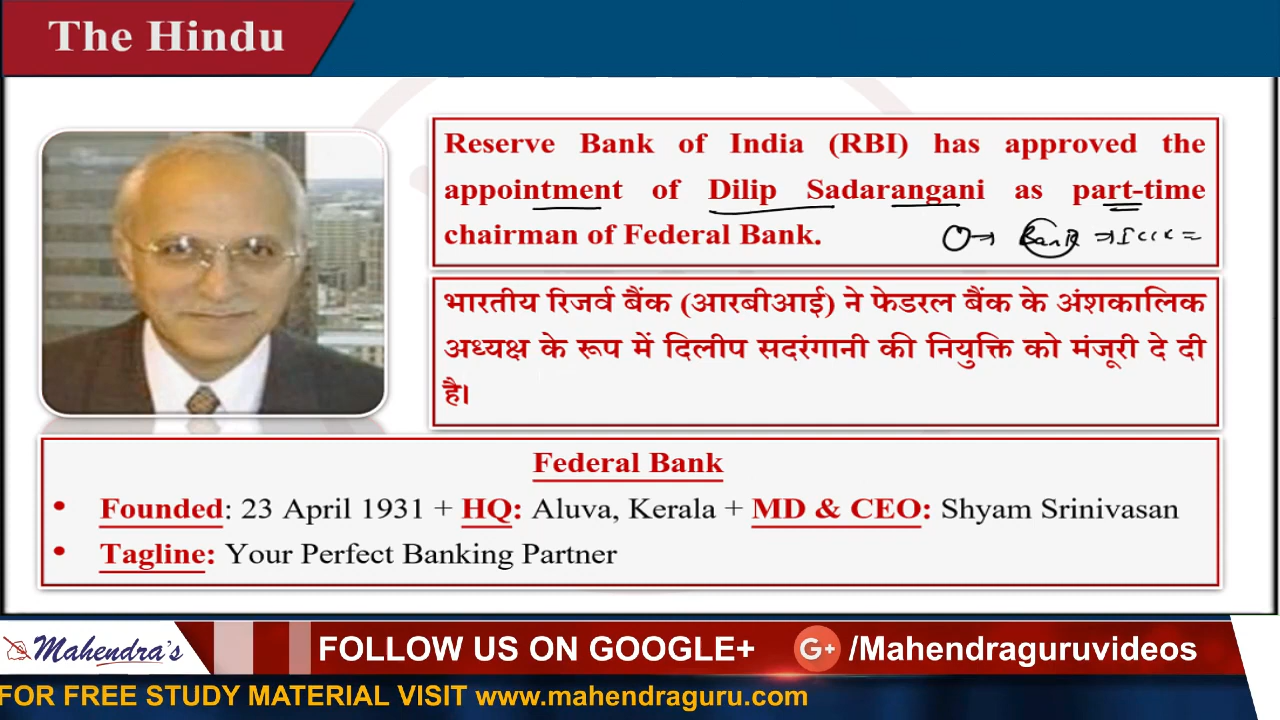 The Hindu
Reserve Bank of India (RBI) has approved the
appointment of Dilip Sadarangani as part-time
chairman of Federal Bank.
Bank
भारतीय रिजर्व बैंक (आरबीआई) ने फेडरल बैंक के अंशकालिक
अध्यक्ष के रूप में दिलीप सदरंगानी की नियुक्ति को मंजूरी दे दी
है।
Federal Bank
• Founded: 23 April 1931 + HQ: Aluva, Kerala + MD & CEO: Shyam Srinivasan
• Tagline: Your Perfect Banking Partner
Mahendra's
FOLLOW US ON GOOGLE+ G+ /Mahendraguruvideos
FOR FREE STUDY MATERIAL VISIT www.mahendraguru.com